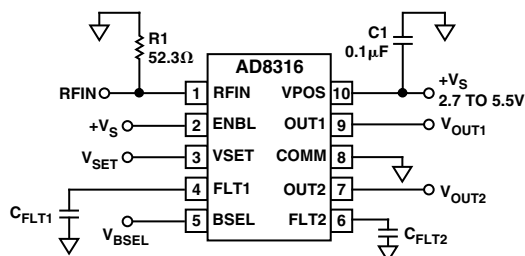 R1
52.3Ω
C1
0.1µF
AD8316
RFIN 1 RFIN VPOS 10 +VS
2.7 TO 5.5V
+VS 2 ENBL OUT1 9 VOUT1
VSET 3 VSET COMM 8
4 FLT1 OUT2 7 VOUT2
CFLT1
VBSEL 5 BSEL FLT2 6
CFLT2